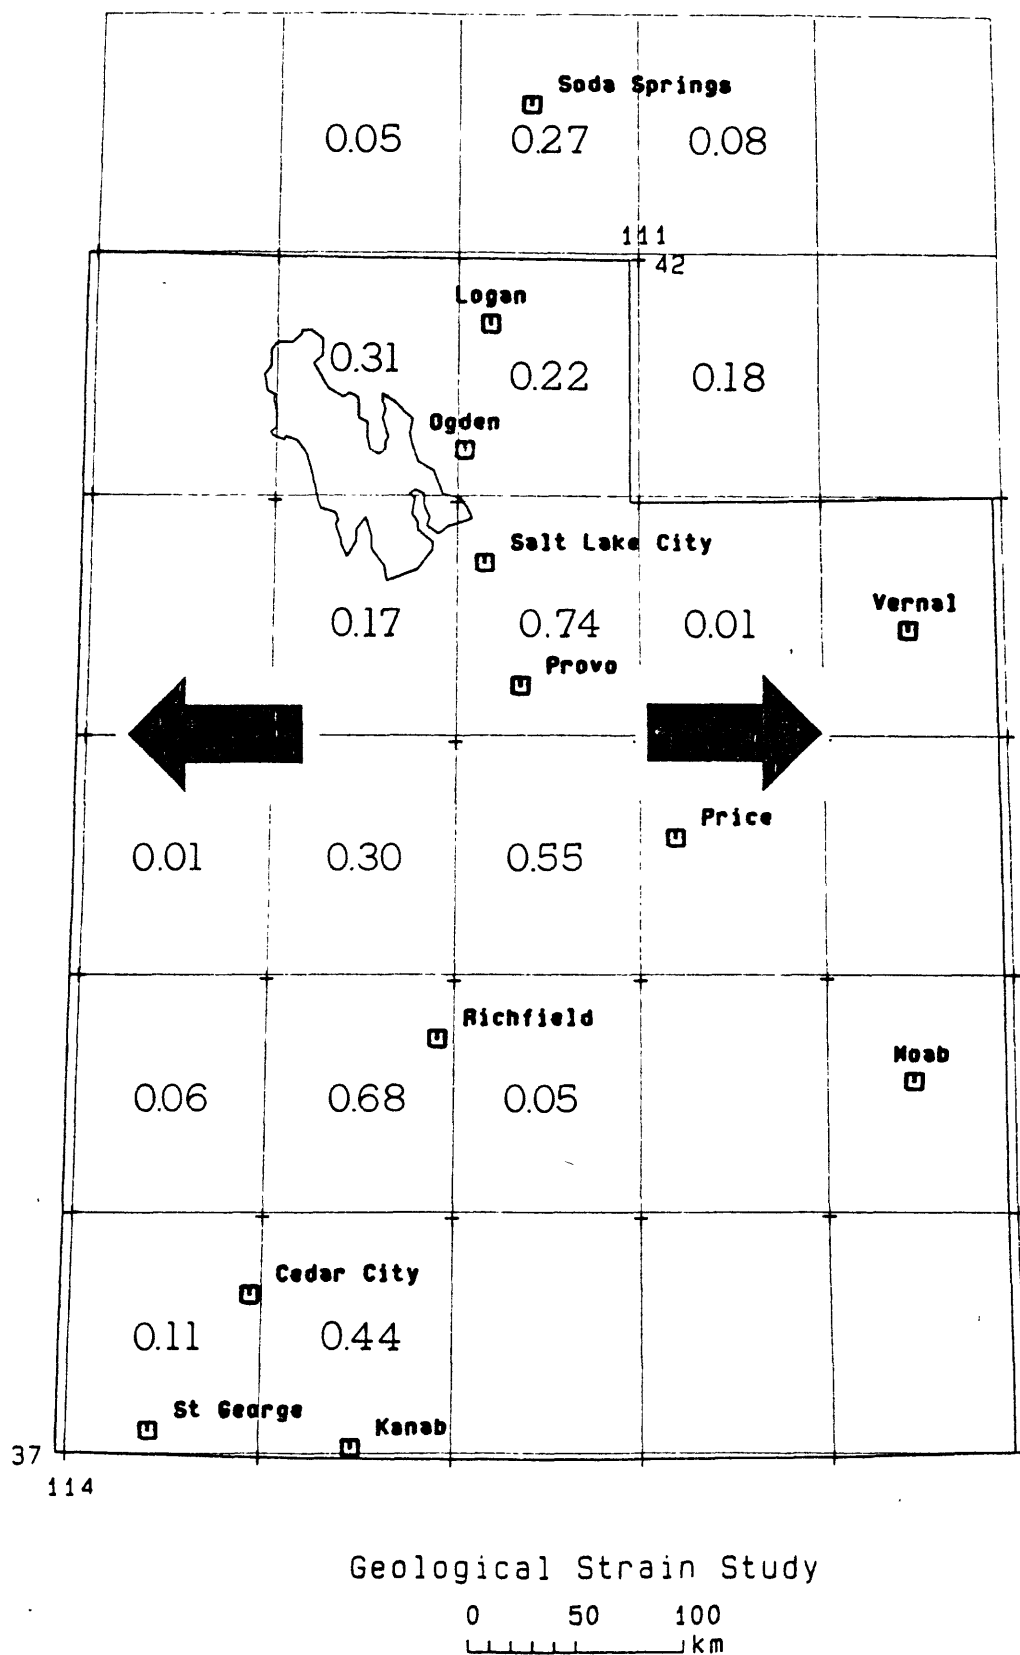 Soda Springs
0.05 0.27 0.08
111
42
Logan
0.31
0.22 0.18
Ogden
Salt Lake City
Vernal
0.17 0.74 0.01
Provo
Price
0.01 0.30 0.55
Richfield
Moab
0.06 0.68 0.05
Cedar City
0.11 0.44
St George
Kanab
37
114
Geological Strain Study
0 50 100
km